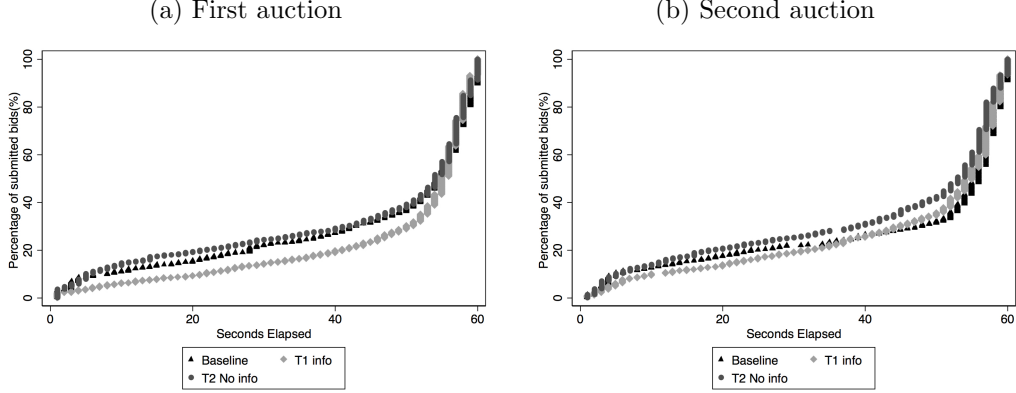 (a) First auction
(b) Second auction
Percentage of submitted bids(%)
0
20
40
60
80
100
0
20
40
60
Seconds Elapsed
Baseline
T1 info
T2 No info
Percentage of submitted bids(%)
0
20
40
60
80
100
0
20
40
60
Seconds Elapsed
Baseline
T1 info
T2 No info